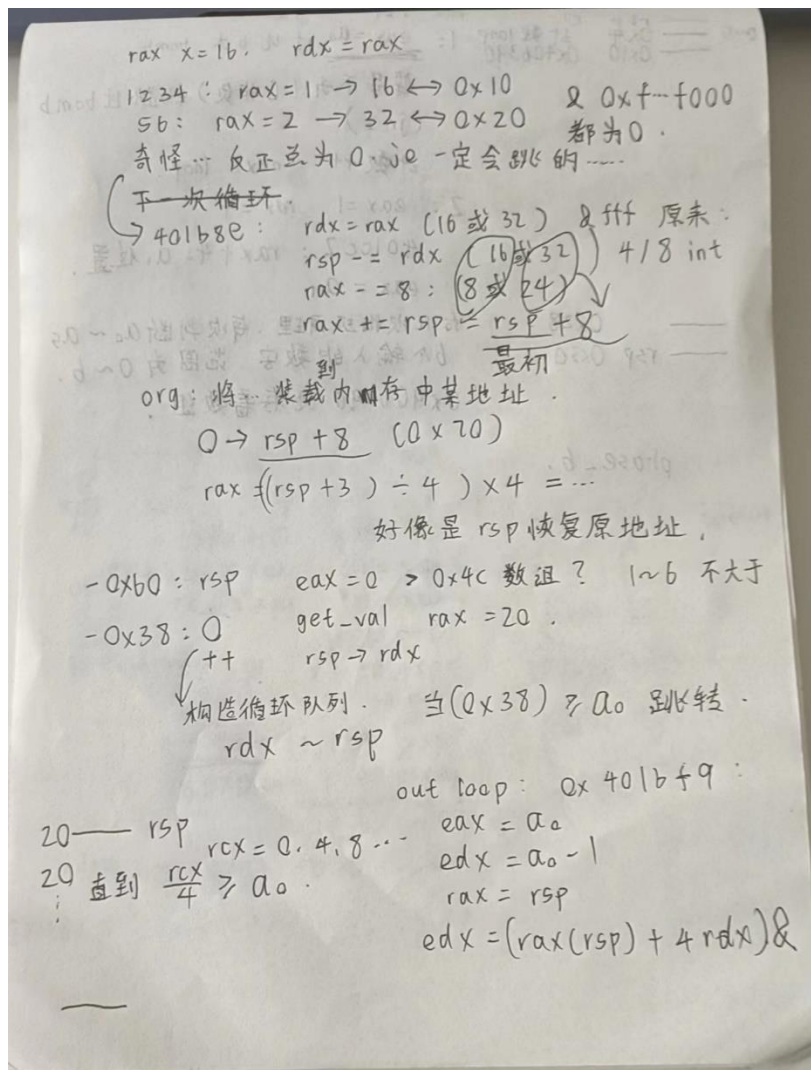 rax x=16. rdx = rax
1234: rax=1 → 16 ↔ 0x10 & 0xf…f000
56: rax=2 → 32 ↔ 0x20 都为0.
奇怪… 反正总为0. je 一定会跳的……
下一次循环.
→ 401b8e: rdx=rax (16或32) & fff 原来:
rsp -= rdx (16或32) 4/8 int
rax -= 8: (8或24)
rax += rsp = rsp + 8
最初
org: 将… 装载到内存中某地址.
0 → rsp + 8 (0x20)
rax =((rsp+3) ÷ 4) × 4 = …
好像是 rsp 恢复原地址.
-0x60: rsp eax=0 > 0x4c 数组? 1~6 不大于
-0x38: 0 get_val rax =20.
++ rsp → rdx
构造循环队列. 当(0x38) ≥ a0 跳转.
rdx ~ rsp
out loop: 0x401bf9:
20 —— rsp rcx = 0.4.8… eax = a0
20 直到 rcx/4 ≥ a0. edx = a0-1
rax = rsp
edx = (rax(rsp) + 4rdx)&